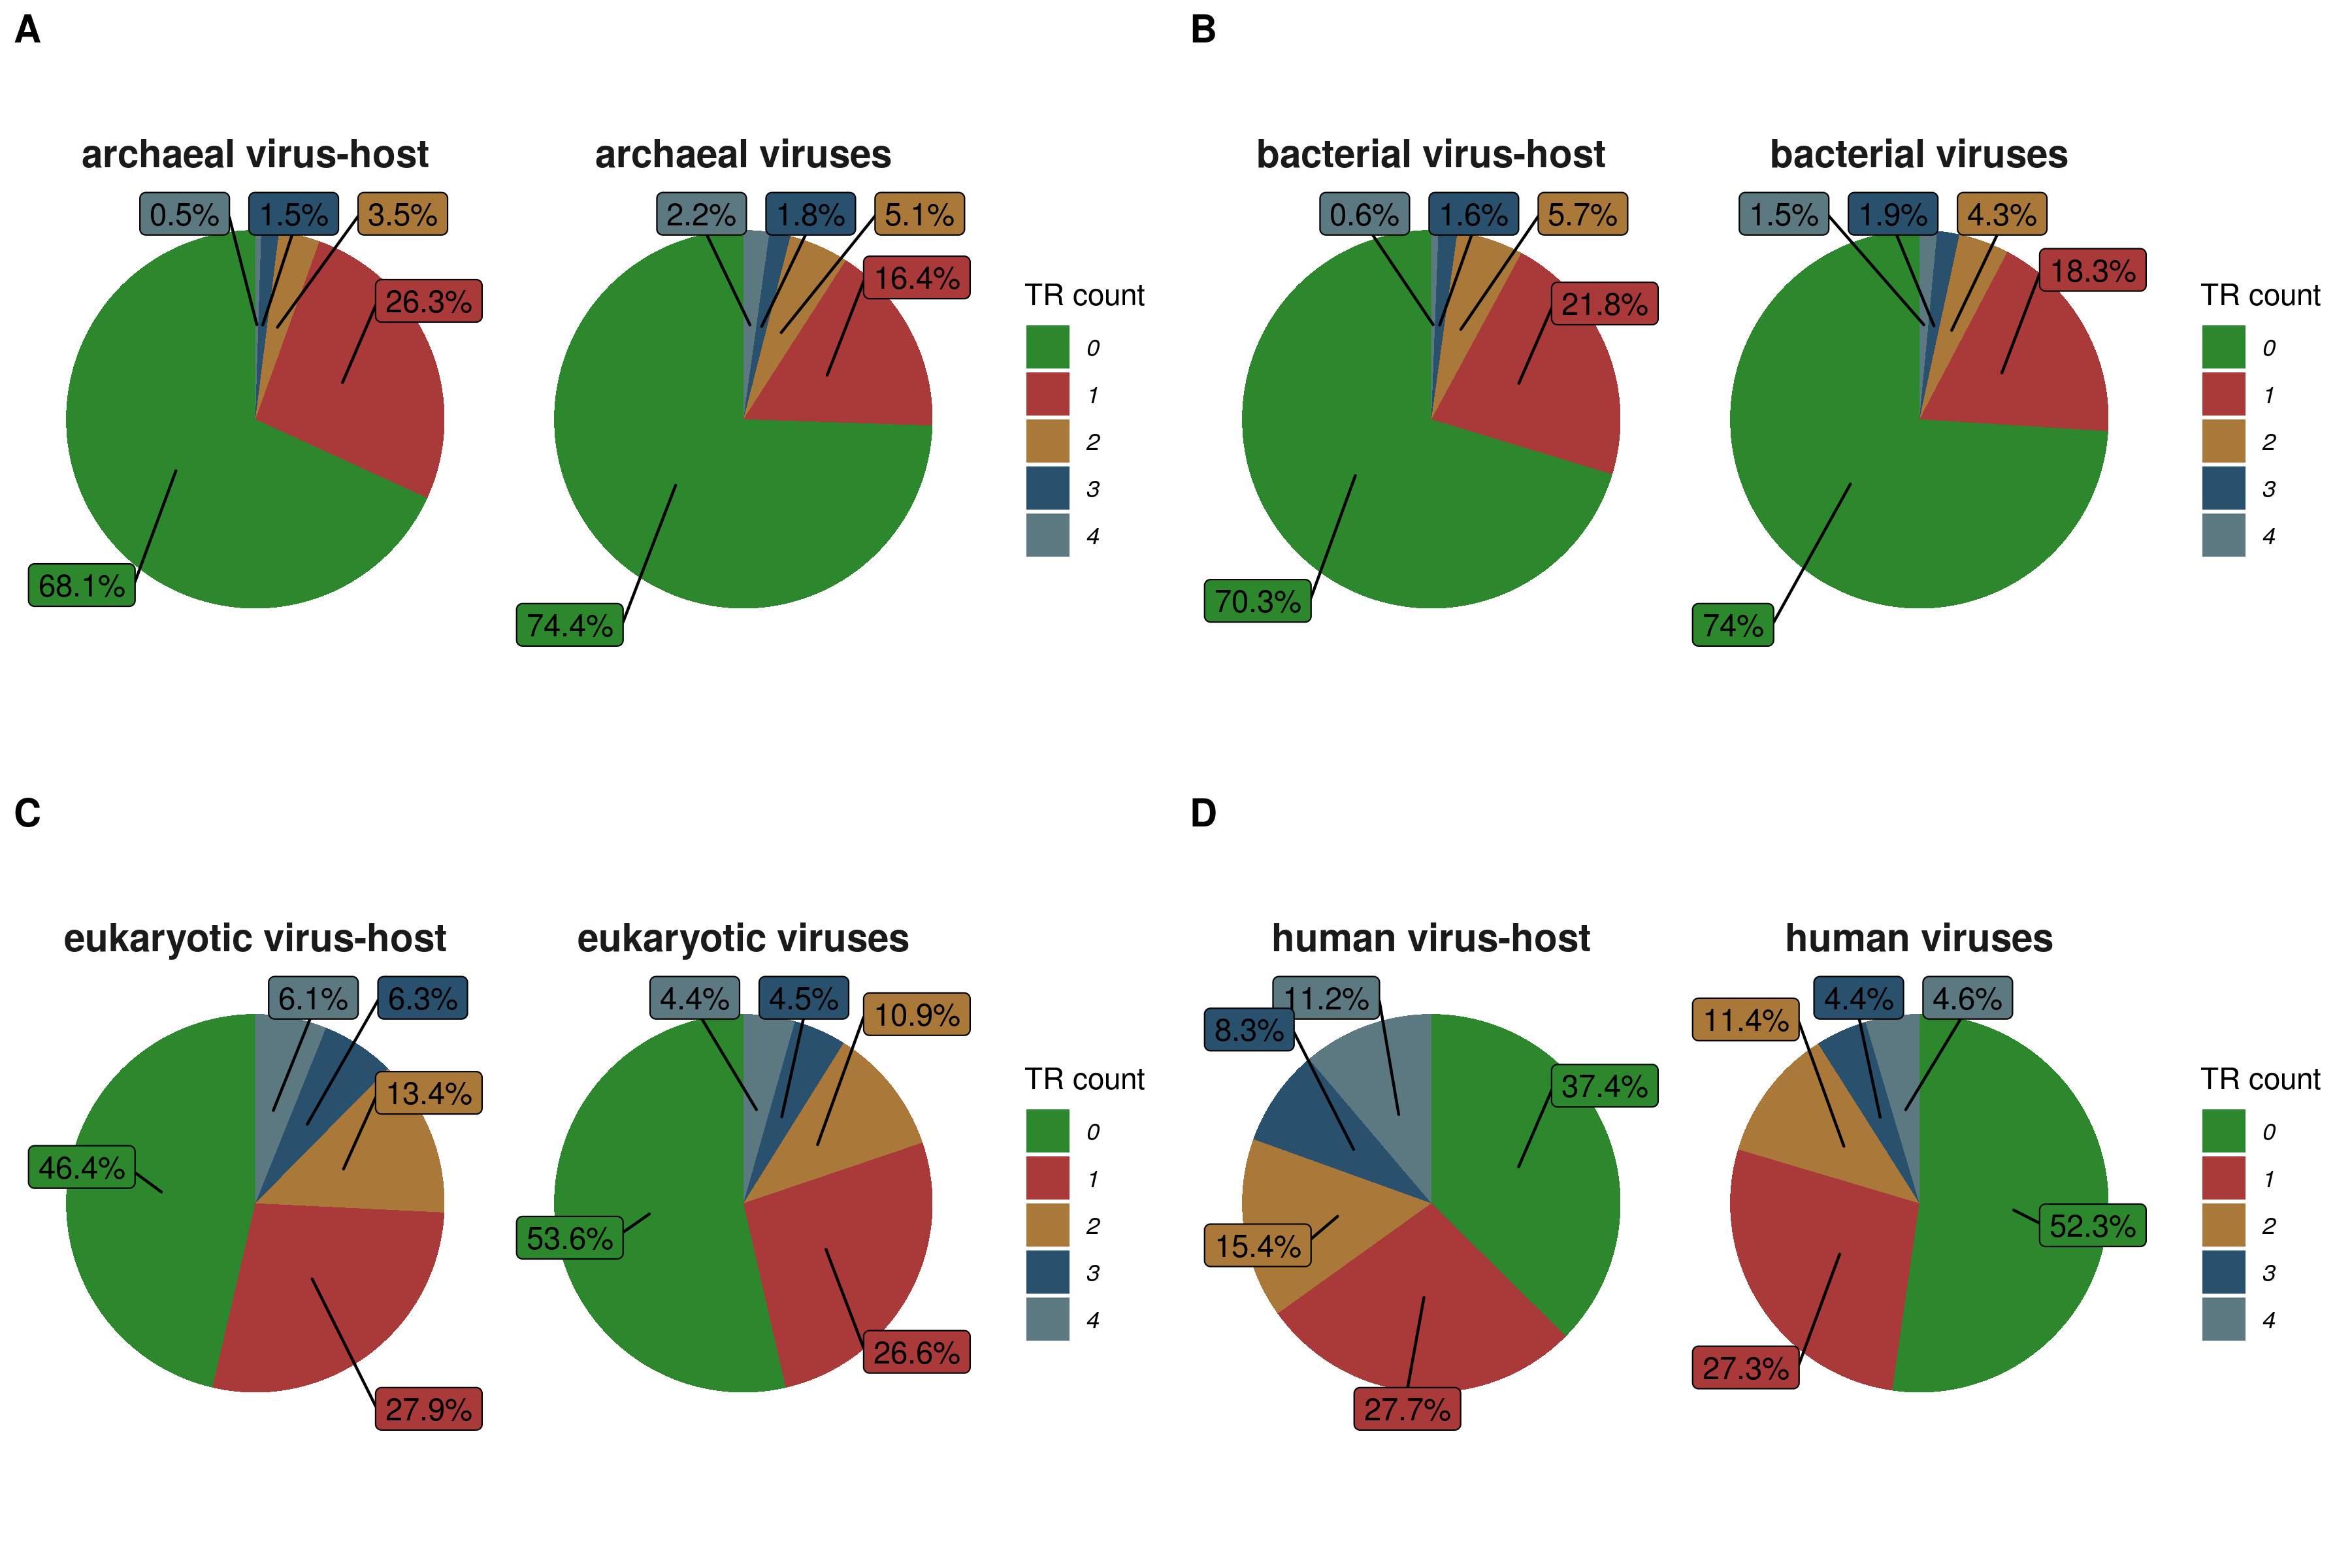 A
archaeal virus-host
0.5% 1.5% 3.5%
26.3%
68.1%
archaeal viruses
2.2% 1.8% 5.1%
16.4%
74.4%
TR count
0
1
2
3
4
B
bacterial virus-host
0.6% 1.6% 5.7%
21.8%
70.3%
bacterial viruses
1.5% 1.9% 4.3%
18.3%
74%
TR count
0
1
2
3
4
C
eukaryotic virus-host
6.1% 6.3%
13.4%
46.4%
27.9%
eukaryotic viruses
4.4% 4.5%
10.9%
53.6%
26.6%
TR count
0
1
2
3
4
D
human virus-host
11.2%
8.3%
37.4%
15.4%
27.7%
human viruses
4.4% 4.6%
11.4%
52.3%
27.3%
TR count
0
1
2
3
4